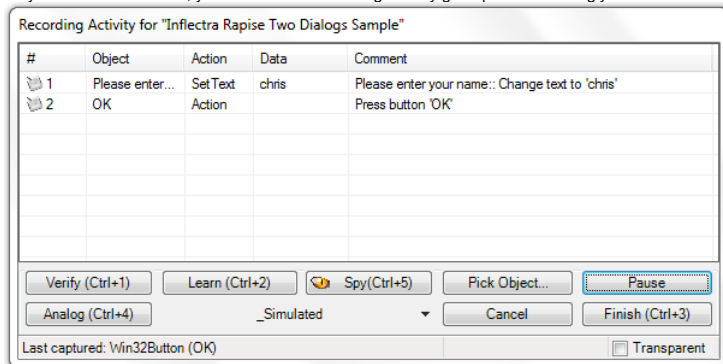 Recording Activity for "Inflectra Rapise Two Dialogs Sample"
# Object Action Data Comment
1 Please enter... SetText chris Please enter your name:: Change text to 'chris'
2 OK Action Press button 'OK'
Verify (Ctrl+1) Learn (Ctrl+2) Spy(Ctrl+5) Pick Object... Pause
Analog (Ctrl+4) _Simulated Cancel Finish (Ctrl+3)
Last captured: Win32Button (OK) Transparent